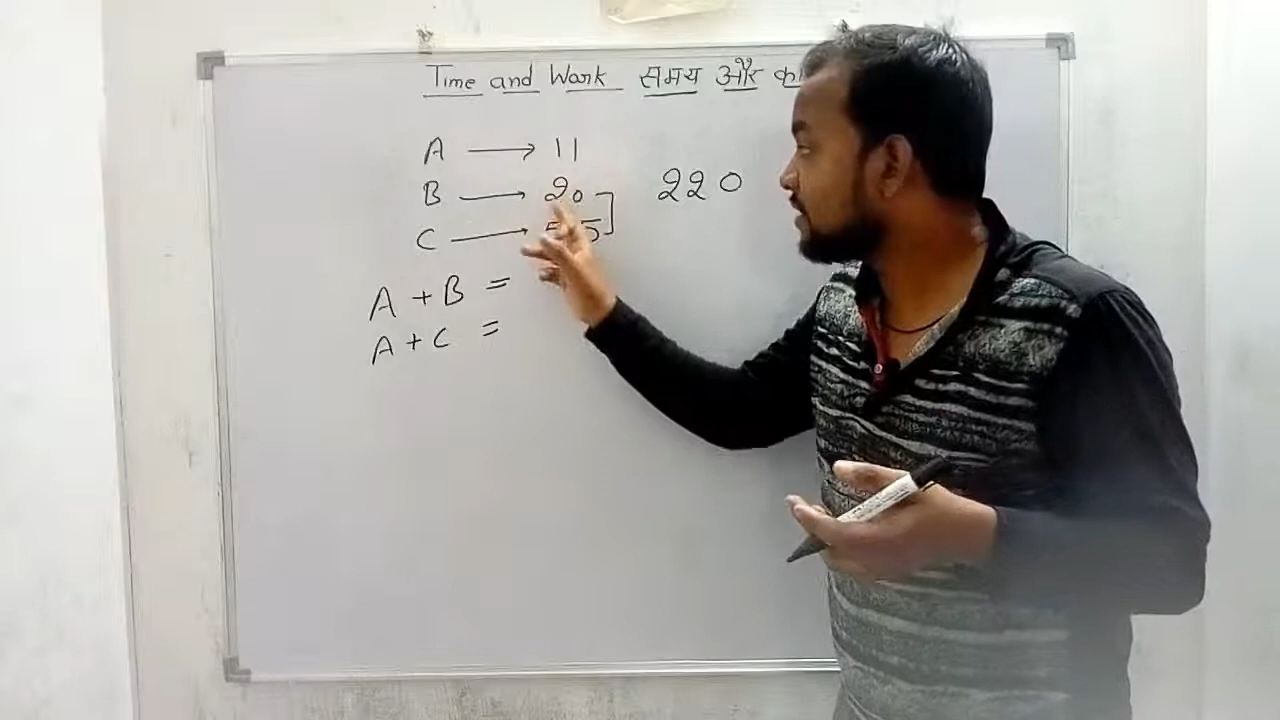 Time and Work समय और
A → 11
B → 20
220
C →
A + B =
A + C =